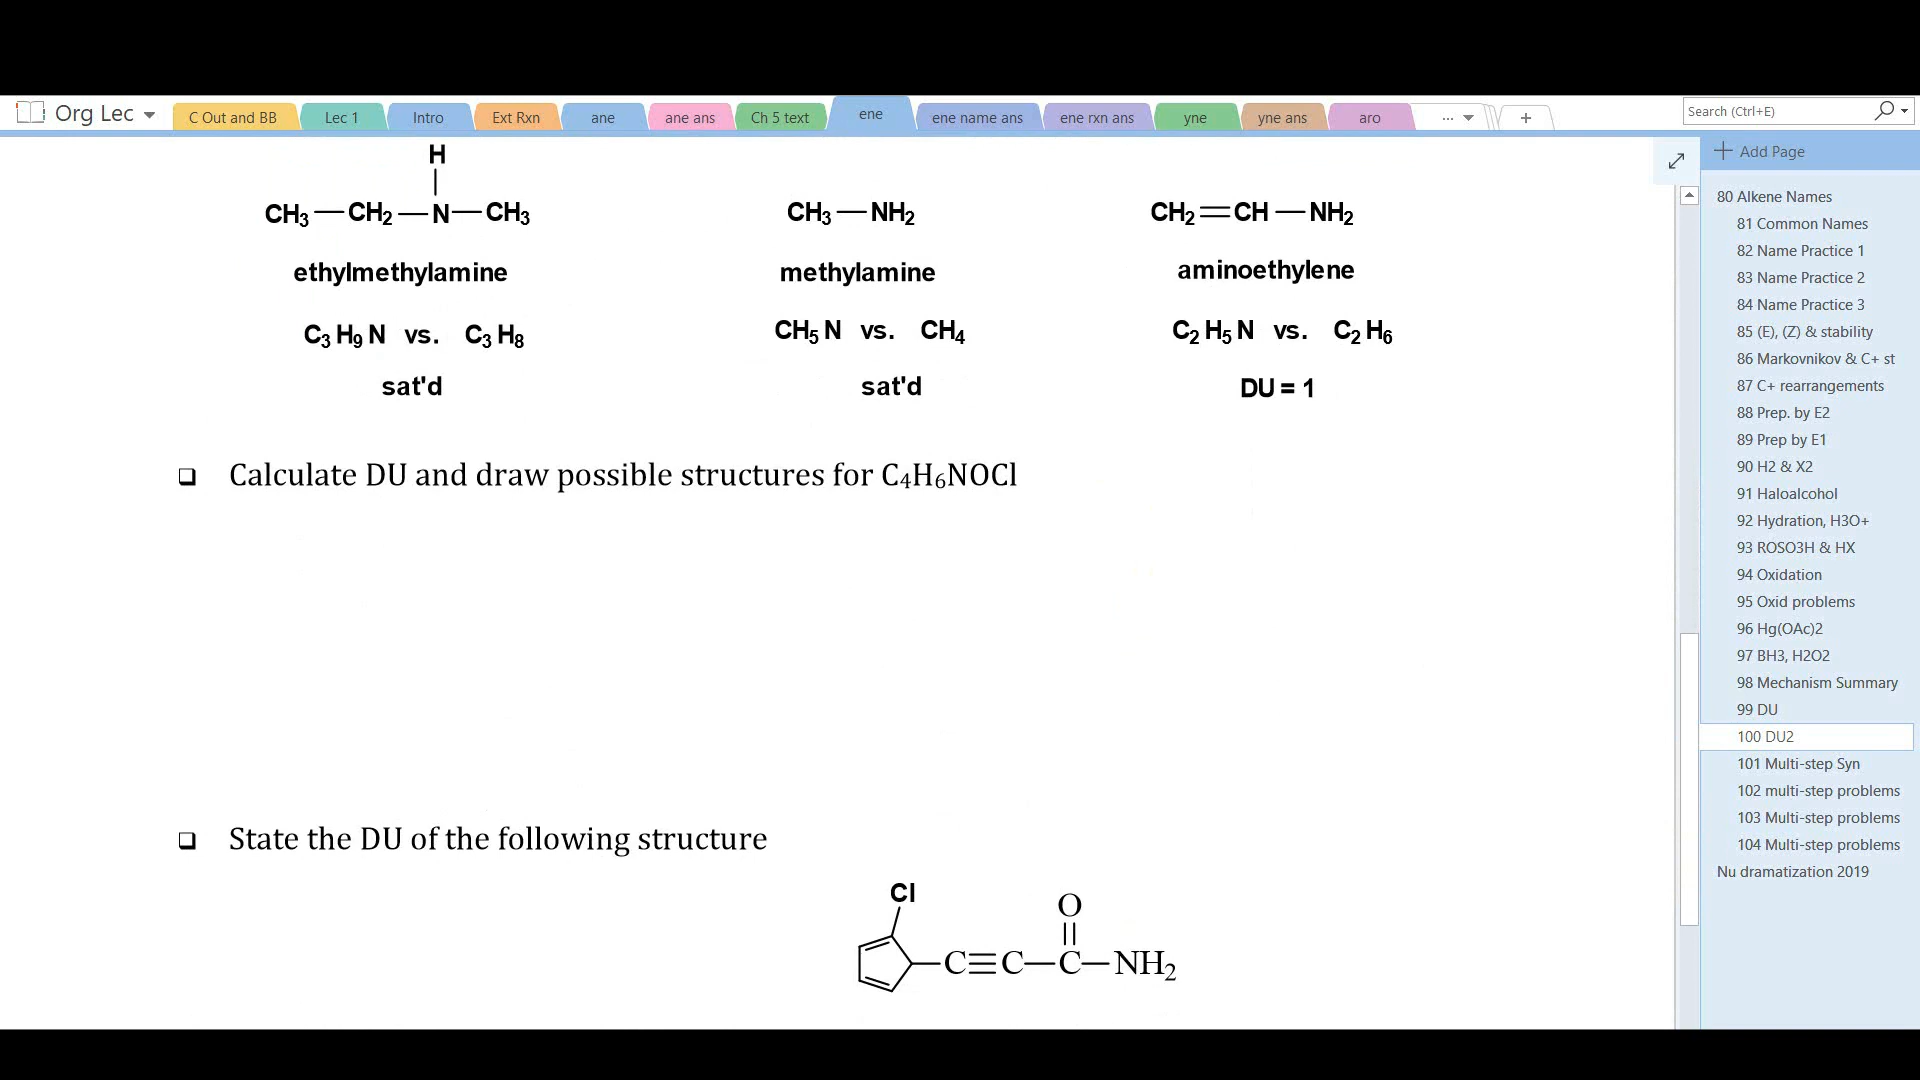 Org Lec
C Out and BB
Lec 1
Intro
Ext Rxn
ane
ane ans
Ch 5 text
ene
ene name ans
ene rxn ans
yne
yne ans
aro
...
+
Search (Ctrl+E)
Add Page
80 Alkene Names
81 Common Names
82 Name Practice 1
83 Name Practice 2
84 Name Practice 3
85 (E), (Z) & stability
86 Markovnikov & C+ st
87 C+ rearrangements
88 Prep. by E2
89 Prep by E1
90 H2 & X2
91 Haloalcohol
92 Hydration, H3O+
93 ROSO3H & HX
94 Oxidation
95 Oxid problems
96 Hg(OAc)2
97 BH3, H2O2
98 Mechanism Summary
99 DU
100 DU2
101 Multi-step Syn
102 multi-step problems
103 Multi-step problems
104 Multi-step problems
Nu dramatization 2019
H
CH₃—CH₂—N—CH₃
CH₃—NH₂
CH₂=CH—NH₂
ethylmethylamine
methylamine
aminoethylene
C₃H₉N vs. C₃H₈
CH₅N vs. CH₄
C₂H₅N vs. C₂H₆
sat'd
sat'd
DU = 1
Calculate DU and draw possible structures for C₄H₆NOCl
State the DU of the following structure
Cl
O
C≡C—C—NH₂